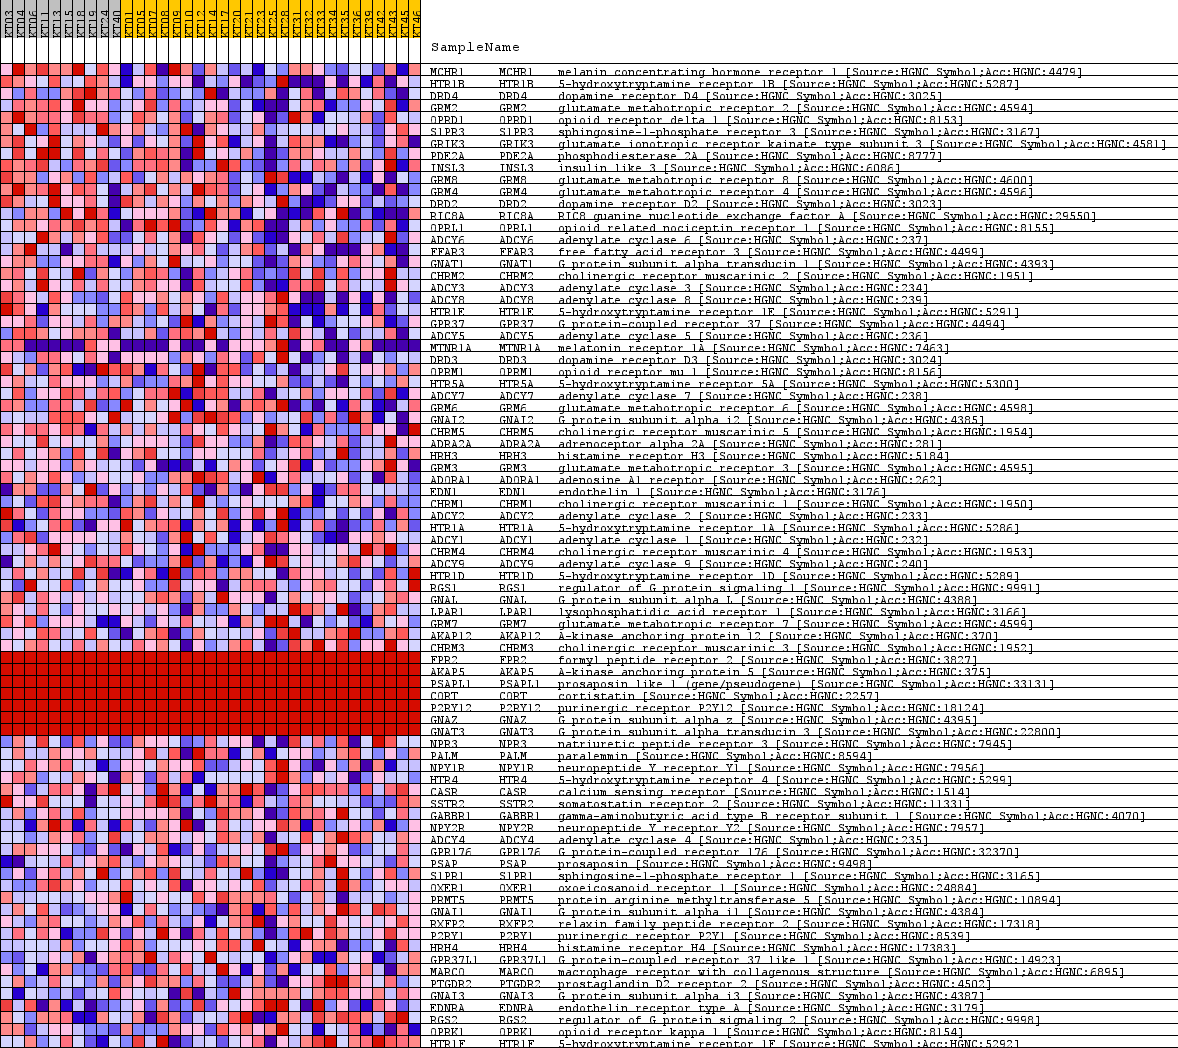 KT03 KT04 KT06 KT11 KT13 KT15 KT18 KT19 KT24 KT40 KT01 KT05 KT07 KT08 KT09 KT10 KT12 KT14 KT17 KT20 KT21 KT23 KT25 KT28 KT31 KT32 KT33 KT34 KT35 KT36 KT39 KT42 KT43 KT45 KT46
SampleName
MCHR1 MCHR1 melanin concentrating hormone receptor 1 [Source:HGNC Symbol;Acc:HGNC:4479]
HTR1B HTR1B 5-hydroxytryptamine receptor 1B [Source:HGNC Symbol;Acc:HGNC:5287]
DRD4 DRD4 dopamine receptor D4 [Source:HGNC Symbol;Acc:HGNC:3025]
GRM2 GRM2 glutamate metabotropic receptor 2 [Source:HGNC Symbol;Acc:HGNC:4594]
OPRD1 OPRD1 opioid receptor delta 1 [Source:HGNC Symbol;Acc:HGNC:8153]
S1PR3 S1PR3 sphingosine-1-phosphate receptor 3 [Source:HGNC Symbol;Acc:HGNC:3167]
GRIK3 GRIK3 glutamate ionotropic receptor kainate type subunit 3 [Source:HGNC Symbol;Acc:HGNC:4581]
PDE2A PDE2A phosphodiesterase 2A [Source:HGNC Symbol;Acc:HGNC:8777]
INSL3 INSL3 insulin like 3 [Source:HGNC Symbol;Acc:HGNC:6086]
GRM8 GRM8 glutamate metabotropic receptor 8 [Source:HGNC Symbol;Acc:HGNC:4600]
GRM4 GRM4 glutamate metabotropic receptor 4 [Source:HGNC Symbol;Acc:HGNC:4596]
DRD2 DRD2 dopamine receptor D2 [Source:HGNC Symbol;Acc:HGNC:3023]
RIC8A RIC8A RIC8 guanine nucleotide exchange factor A [Source:HGNC Symbol;Acc:HGNC:29550]
OPRL1 OPRL1 opioid related nociceptin receptor 1 [Source:HGNC Symbol;Acc:HGNC:8155]
ADCY6 ADCY6 adenylate cyclase 6 [Source:HGNC Symbol;Acc:HGNC:237]
FFAR3 FFAR3 free fatty acid receptor 3 [Source:HGNC Symbol;Acc:HGNC:4499]
GNAT1 GNAT1 G protein subunit alpha transducin 1 [Source:HGNC Symbol;Acc:HGNC:4393]
CHRM2 CHRM2 cholinergic receptor muscarinic 2 [Source:HGNC Symbol;Acc:HGNC:1951]
ADCY3 ADCY3 adenylate cyclase 3 [Source:HGNC Symbol;Acc:HGNC:234]
ADCY8 ADCY8 adenylate cyclase 8 [Source:HGNC Symbol;Acc:HGNC:239]
HTR1E HTR1E 5-hydroxytryptamine receptor 1E [Source:HGNC Symbol;Acc:HGNC:5291]
GPR37 GPR37 G protein-coupled receptor 37 [Source:HGNC Symbol;Acc:HGNC:4494]
ADCY5 ADCY5 adenylate cyclase 5 [Source:HGNC Symbol;Acc:HGNC:236]
MTNR1A MTNR1A melatonin receptor 1A [Source:HGNC Symbol;Acc:HGNC:7463]
DRD3 DRD3 dopamine receptor D3 [Source:HGNC Symbol;Acc:HGNC:3024]
OPRM1 OPRM1 opioid receptor mu 1 [Source:HGNC Symbol;Acc:HGNC:8156]
HTR5A HTR5A 5-hydroxytryptamine receptor 5A [Source:HGNC Symbol;Acc:HGNC:5300]
ADCY7 ADCY7 adenylate cyclase 7 [Source:HGNC Symbol;Acc:HGNC:238]
GRM6 GRM6 glutamate metabotropic receptor 6 [Source:HGNC Symbol;Acc:HGNC:4598]
GNAI2 GNAI2 G protein subunit alpha i2 [Source:HGNC Symbol;Acc:HGNC:4385]
CHRM5 CHRM5 cholinergic receptor muscarinic 5 [Source:HGNC Symbol;Acc:HGNC:1954]
ADRA2A ADRA2A adrenoceptor alpha 2A [Source:HGNC Symbol;Acc:HGNC:281]
HRH3 HRH3 histamine receptor H3 [Source:HGNC Symbol;Acc:HGNC:5184]
GRM3 GRM3 glutamate metabotropic receptor 3 [Source:HGNC Symbol;Acc:HGNC:4595]
ADORA1 ADORA1 adenosine A1 receptor [Source:HGNC Symbol;Acc:HGNC:262]
EDN1 EDN1 endothelin 1 [Source:HGNC Symbol;Acc:HGNC:3176]
CHRM1 CHRM1 cholinergic receptor muscarinic 1 [Source:HGNC Symbol;Acc:HGNC:1950]
ADCY2 ADCY2 adenylate cyclase 2 [Source:HGNC Symbol;Acc:HGNC:233]
HTR1A HTR1A 5-hydroxytryptamine receptor 1A [Source:HGNC Symbol;Acc:HGNC:5286]
ADCY1 ADCY1 adenylate cyclase 1 [Source:HGNC Symbol;Acc:HGNC:232]
CHRM4 CHRM4 cholinergic receptor muscarinic 4 [Source:HGNC Symbol;Acc:HGNC:1953]
ADCY9 ADCY9 adenylate cyclase 9 [Source:HGNC Symbol;Acc:HGNC:240]
HTR1D HTR1D 5-hydroxytryptamine receptor 1D [Source:HGNC Symbol;Acc:HGNC:5289]
RGS1 RGS1 regulator of G protein signaling 1 [Source:HGNC Symbol;Acc:HGNC:9991]
GNAL GNAL G protein subunit alpha L [Source:HGNC Symbol;Acc:HGNC:4388]
LPAR1 LPAR1 lysophosphatidic acid receptor 1 [Source:HGNC Symbol;Acc:HGNC:3166]
GRM7 GRM7 glutamate metabotropic receptor 7 [Source:HGNC Symbol;Acc:HGNC:4599]
AKAP12 AKAP12 A-kinase anchoring protein 12 [Source:HGNC Symbol;Acc:HGNC:370]
CHRM3 CHRM3 cholinergic receptor muscarinic 3 [Source:HGNC Symbol;Acc:HGNC:1952]
FPR2 FPR2 formyl peptide receptor 2 [Source:HGNC Symbol;Acc:HGNC:3827]
AKAP5 AKAP5 A-kinase anchoring protein 5 [Source:HGNC Symbol;Acc:HGNC:375]
PSAPL1 PSAPL1 prosaposin like 1 (gene/pseudogene) [Source:HGNC Symbol;Acc:HGNC:33131]
CORT CORT cortistatin [Source:HGNC Symbol;Acc:HGNC:2257]
P2RY12 P2RY12 purinergic receptor P2Y12 [Source:HGNC Symbol;Acc:HGNC:18124]
GNAZ GNAZ G protein subunit alpha z [Source:HGNC Symbol;Acc:HGNC:4395]
GNAT3 GNAT3 G protein subunit alpha transducin 3 [Source:HGNC Symbol;Acc:HGNC:22800]
NPR3 NPR3 natriuretic peptide receptor 3 [Source:HGNC Symbol;Acc:HGNC:7945]
PALM PALM paralemmin [Source:HGNC Symbol;Acc:HGNC:8594]
NPY1R NPY1R neuropeptide Y receptor Y1 [Source:HGNC Symbol;Acc:HGNC:7956]
HTR4 HTR4 5-hydroxytryptamine receptor 4 [Source:HGNC Symbol;Acc:HGNC:5299]
CASR CASR calcium sensing receptor [Source:HGNC Symbol;Acc:HGNC:1514]
SSTR2 SSTR2 somatostatin receptor 2 [Source:HGNC Symbol;Acc:HGNC:11331]
GABBR1 GABBR1 gamma-aminobutyric acid type B receptor subunit 1 [Source:HGNC Symbol;Acc:HGNC:4070]
NPY2R NPY2R neuropeptide Y receptor Y2 [Source:HGNC Symbol;Acc:HGNC:7957]
ADCY4 ADCY4 adenylate cyclase 4 [Source:HGNC Symbol;Acc:HGNC:235]
GPR176 GPR176 G protein-coupled receptor 176 [Source:HGNC Symbol;Acc:HGNC:32370]
PSAP PSAP prosaposin [Source:HGNC Symbol;Acc:HGNC:9498]
S1PR1 S1PR1 sphingosine-1-phosphate receptor 1 [Source:HGNC Symbol;Acc:HGNC:3165]
OXER1 OXER1 oxoeicosanoid receptor 1 [Source:HGNC Symbol;Acc:HGNC:24884]
PRMT5 PRMT5 protein arginine methyltransferase 5 [Source:HGNC Symbol;Acc:HGNC:10894]
GNAI1 GNAI1 G protein subunit alpha i1 [Source:HGNC Symbol;Acc:HGNC:4384]
RXFP2 RXFP2 relaxin family peptide receptor 2 [Source:HGNC Symbol;Acc:HGNC:17318]
P2RY1 P2RY1 purinergic receptor P2Y1 [Source:HGNC Symbol;Acc:HGNC:8539]
HRH4 HRH4 histamine receptor H4 [Source:HGNC Symbol;Acc:HGNC:17383]
GPR37L1 GPR37L1 G protein-coupled receptor 37 like 1 [Source:HGNC Symbol;Acc:HGNC:14923]
MARCO MARCO macrophage receptor with collagenous structure [Source:HGNC Symbol;Acc:HGNC:6895]
PTGDR2 PTGDR2 prostaglandin D2 receptor 2 [Source:HGNC Symbol;Acc:HGNC:4502]
GNAI3 GNAI3 G protein subunit alpha i3 [Source:HGNC Symbol;Acc:HGNC:4387]
EDNRA EDNRA endothelin receptor type A [Source:HGNC Symbol;Acc:HGNC:3179]
RGS2 RGS2 regulator of G protein signaling 2 [Source:HGNC Symbol;Acc:HGNC:9998]
OPRK1 OPRK1 opioid receptor kappa 1 [Source:HGNC Symbol;Acc:HGNC:8154]
HTR1F HTR1F 5-hydroxytryptamine receptor 1F [Source:HGNC Symbol;Acc:HGNC:5292]